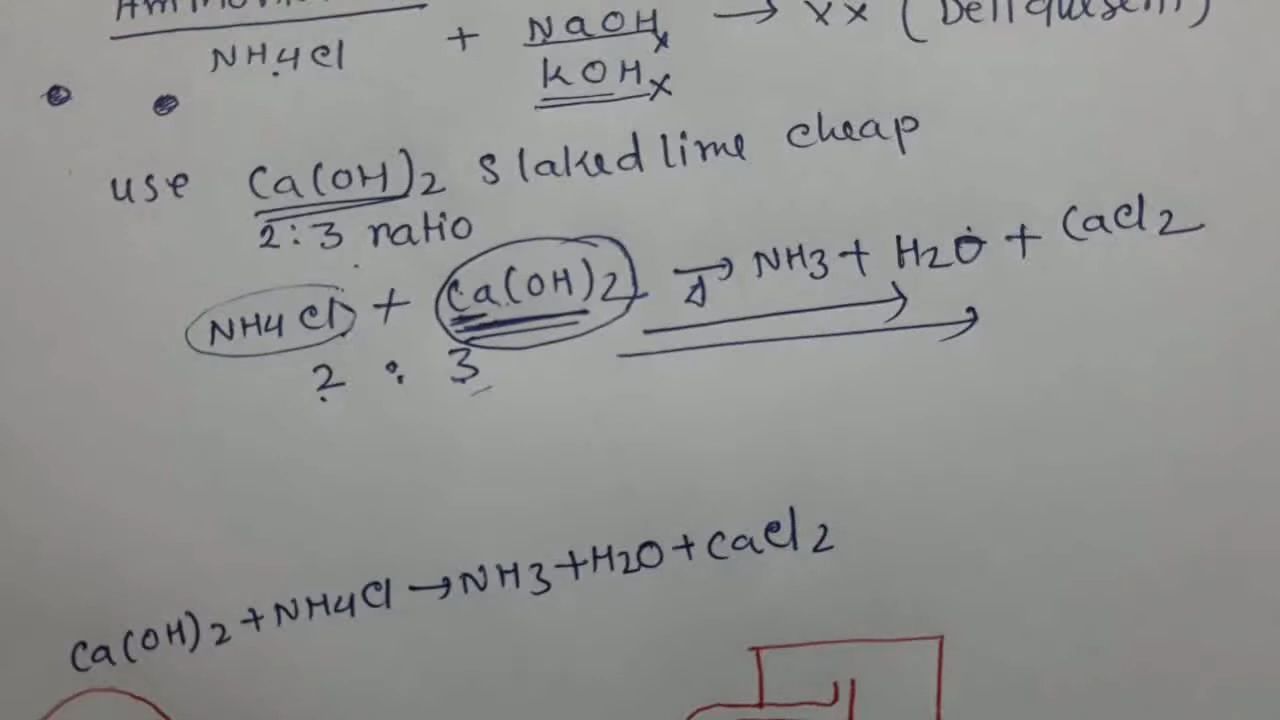 NH4Cl + NaOH x → xx (
KOH x
use Ca(OH)2 slaked lime cheap
2:3 ratio
NH4Cl + Ca(OH)2 →Δ NH3 + H2O + CaCl2
2 : 3
Ca(OH)2 + NH4Cl → NH3 + H2O + CaCl2